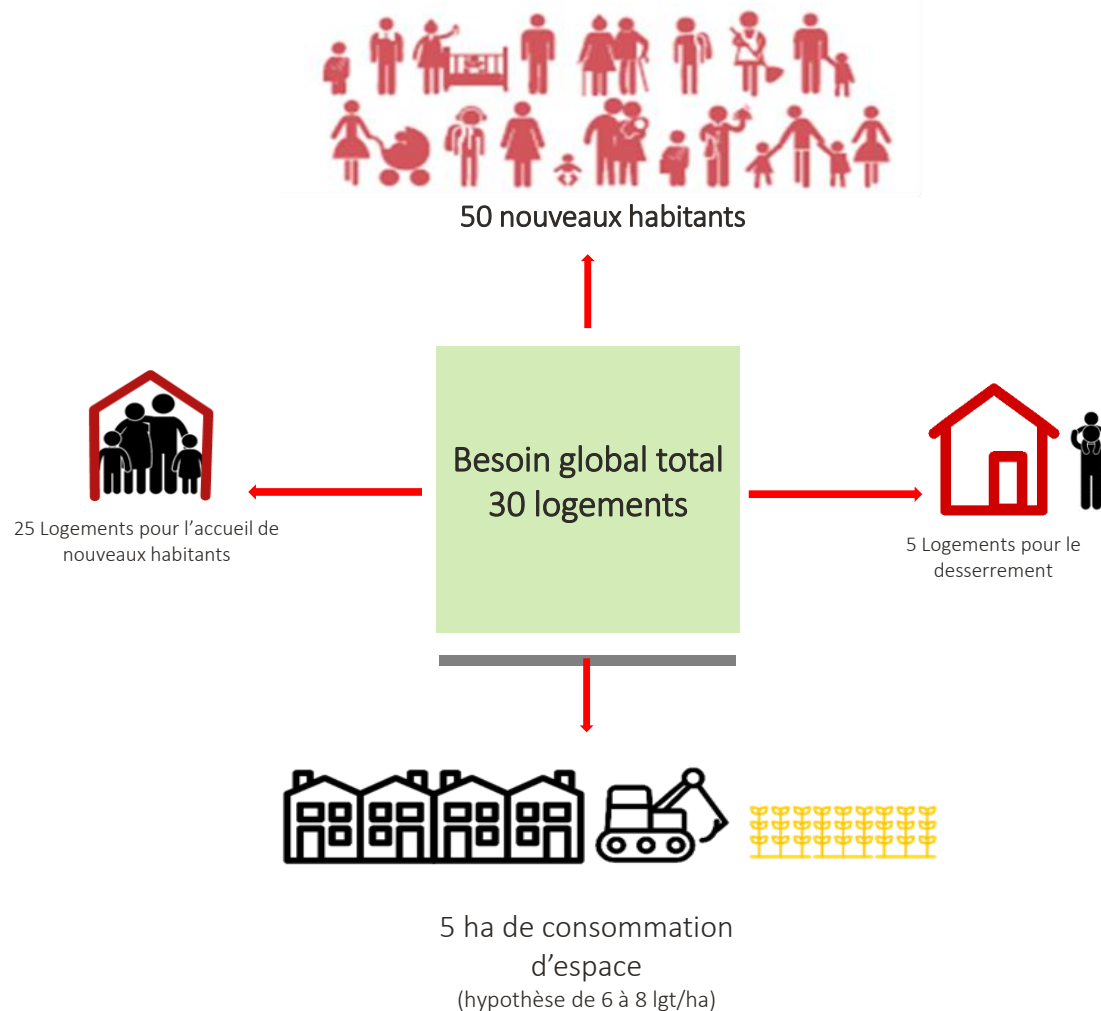 50 nouveaux habitants
Besoin global total
30 logements
25 Logements pour l’accueil de
nouveaux habitants
5 Logements pour le
desserrement
5 ha de consommation
d’espace
(hypothèse de 6 à 8 lgt/ha)